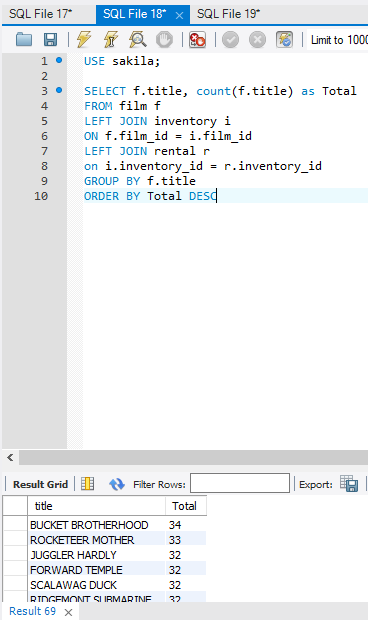 SQL File 17* SQL File 18* × SQL File 19*
Limit to 1000
1 USE sakila;
2
3 SELECT f.title, count(f.title) as Total
4 FROM film f
5 LEFT JOIN inventory i
6 ON f.film_id = i.film_id
7 LEFT JOIN rental r
8 on i.inventory_id = r.inventory_id
9 GROUP BY f.title
10 ORDER BY Total DESC
Result Grid Filter Rows: Export:
title Total
BUCKET BROTHERHOOD 34
ROCKETEER MOTHER 33
JUGGLER HARDLY 32
FORWARD TEMPLE 32
SCALAWAG DUCK 32
RIDGEMONT SUBMARINE 32
Result 69 ×